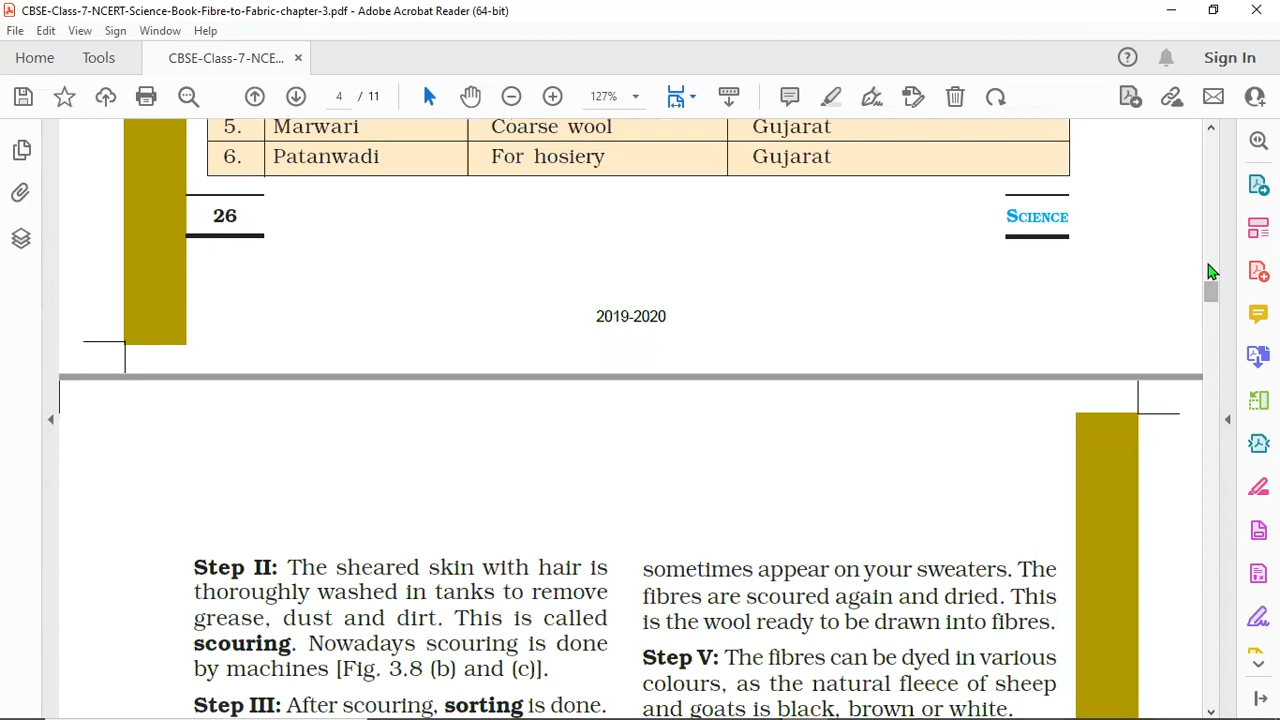 CBSE-Class-7-NCERT-Science-Book-Fibre-to-Fabric-chapter-3.pdf - Adobe Acrobat Reader (64-bit)
File Edit View Sign Window Help
Home Tools CBSE-Class-7-NCE... × Sign In
4 / 11 127%
5. Marwari Coarse wool Gujarat
6. Patanwadi For hosiery Gujarat
26 SCIENCE
2019-2020
Step II: The sheared skin with hair is
thoroughly washed in tanks to remove
grease, dust and dirt. This is called
scouring. Nowadays scouring is done
by machines [Fig. 3.8 (b) and (c)].
Step III: After scouring, sorting is done.
sometimes appear on your sweaters. The
fibres are scoured again and dried. This
is the wool ready to be drawn into fibres.
Step V: The fibres can be dyed in various
colours, as the natural fleece of sheep
and goats is black, brown or white.